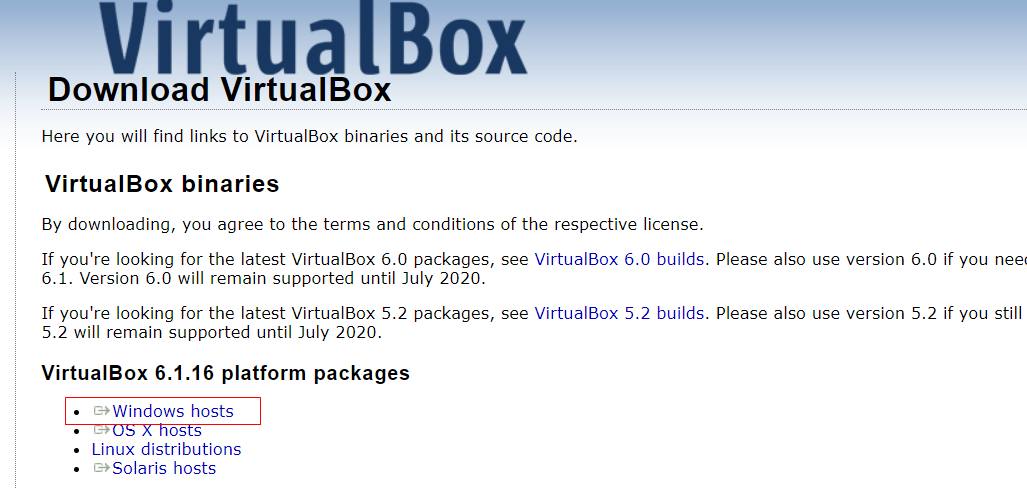 VirtualBox
Download VirtualBox
Here you will find links to VirtualBox binaries and its source code.
VirtualBox binaries
By downloading, you agree to the terms and conditions of the respective license.
If you're looking for the latest VirtualBox 6.0 packages, see VirtualBox 6.0 builds. Please also use version 6.0 if you need
6.1. Version 6.0 will remain supported until July 2020.
If you're looking for the latest VirtualBox 5.2 packages, see VirtualBox 5.2 builds. Please also use version 5.2 if you still
5.2 will remain supported until July 2020.
VirtualBox 6.1.16 platform packages
Windows hosts
OS X hosts
Linux distributions
Solaris hosts